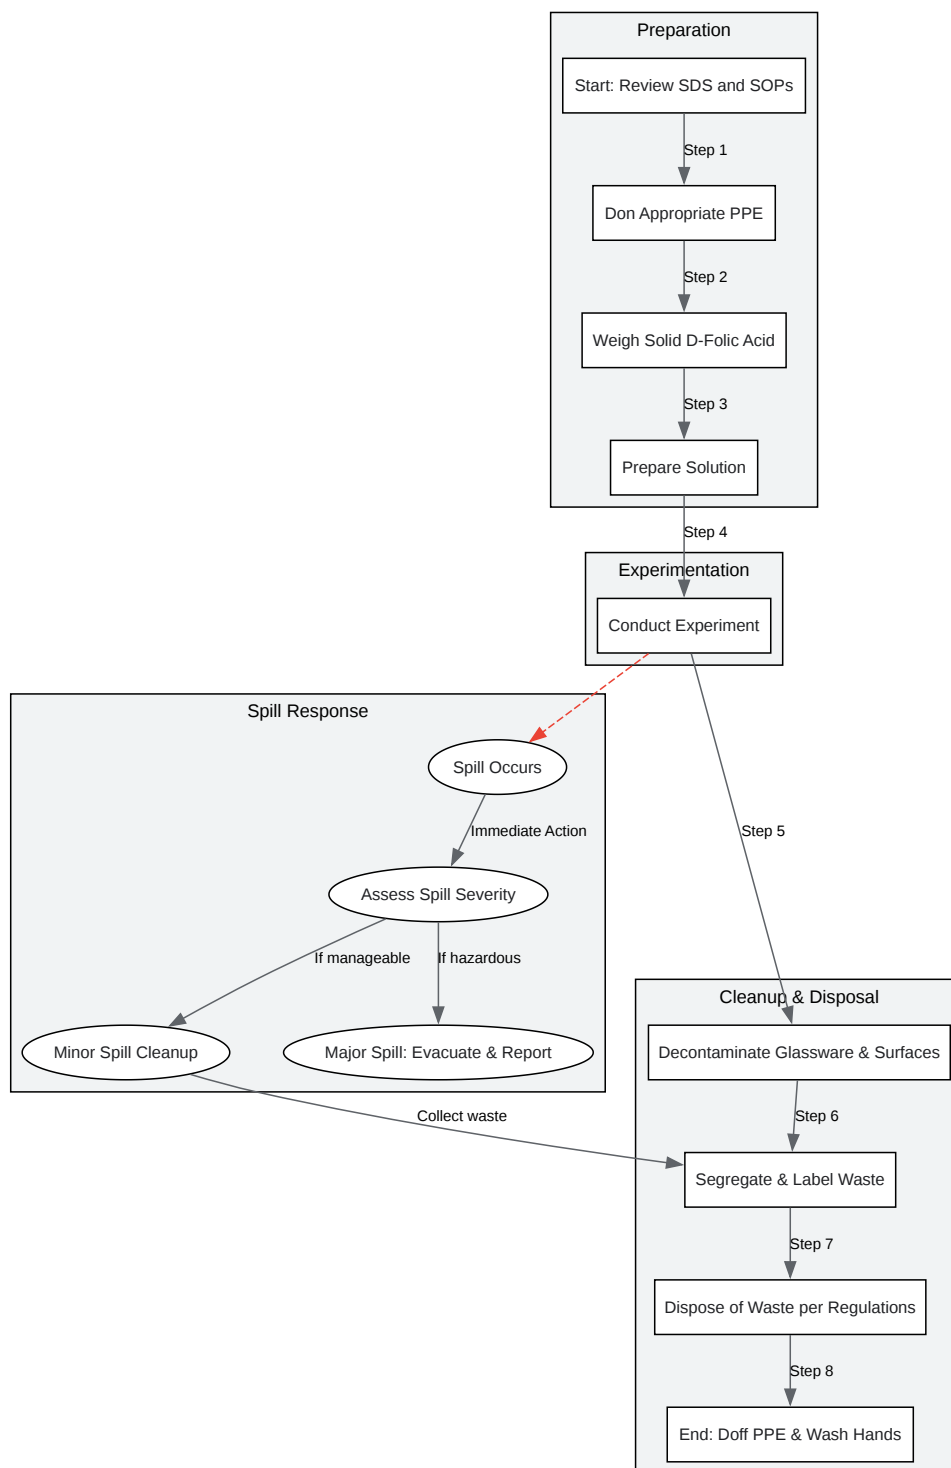 Preparation
Start: Review SDS and SOPs
Step 1
Don Appropriate PPE
Step 2
Weigh Solid D-Folic Acid
Step 3
Prepare Solution
Step 4
Experimentation
Conduct Experiment
Spill Response
Spill Occurs
Immediate Action
Step 5
Assess Spill Severity
If manageable
If hazardous
Minor Spill Cleanup
Major Spill: Evacuate & Report
Collect waste
Cleanup & Disposal
Decontaminate Glassware & Surfaces
Step 6
Segregate & Label Waste
Step 7
Dispose of Waste per Regulations
Step 8
End: Doff PPE & Wash Hands